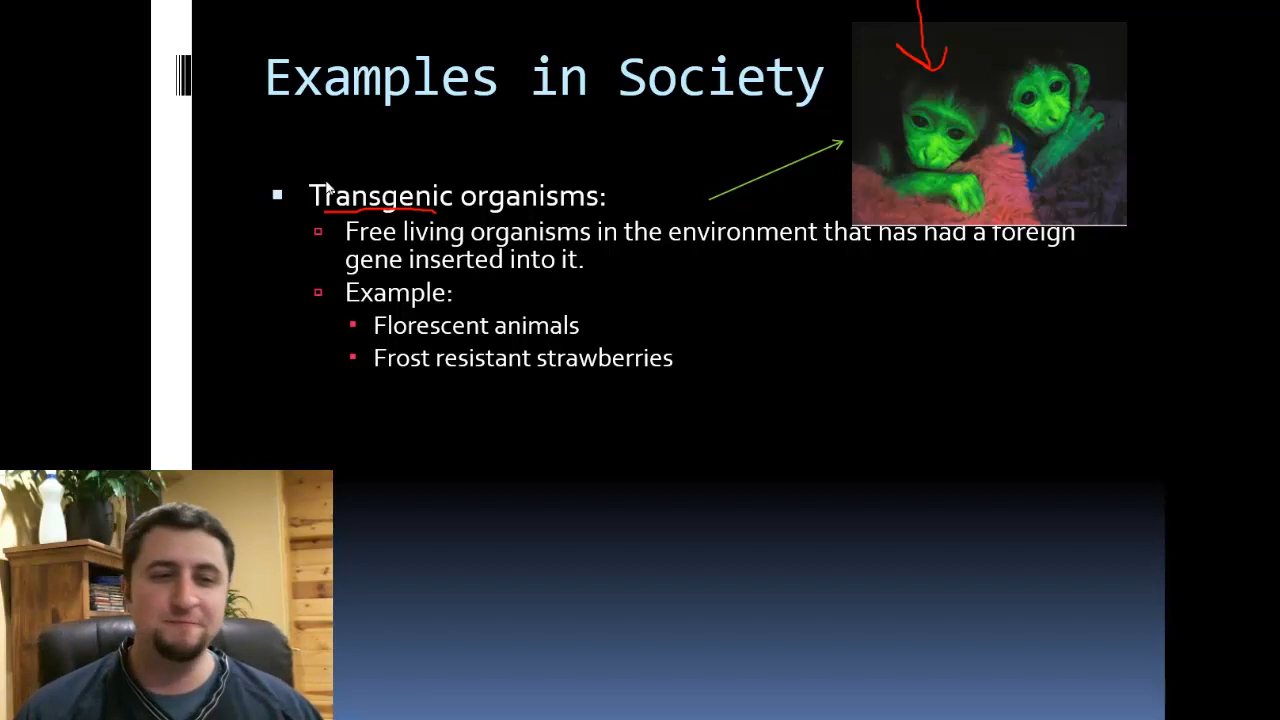 Examples in Society
Transgenic organisms:
Free living organisms in the environment that has had a foreign
gene inserted into it.
Example:
Florescent animals
Frost resistant strawberries